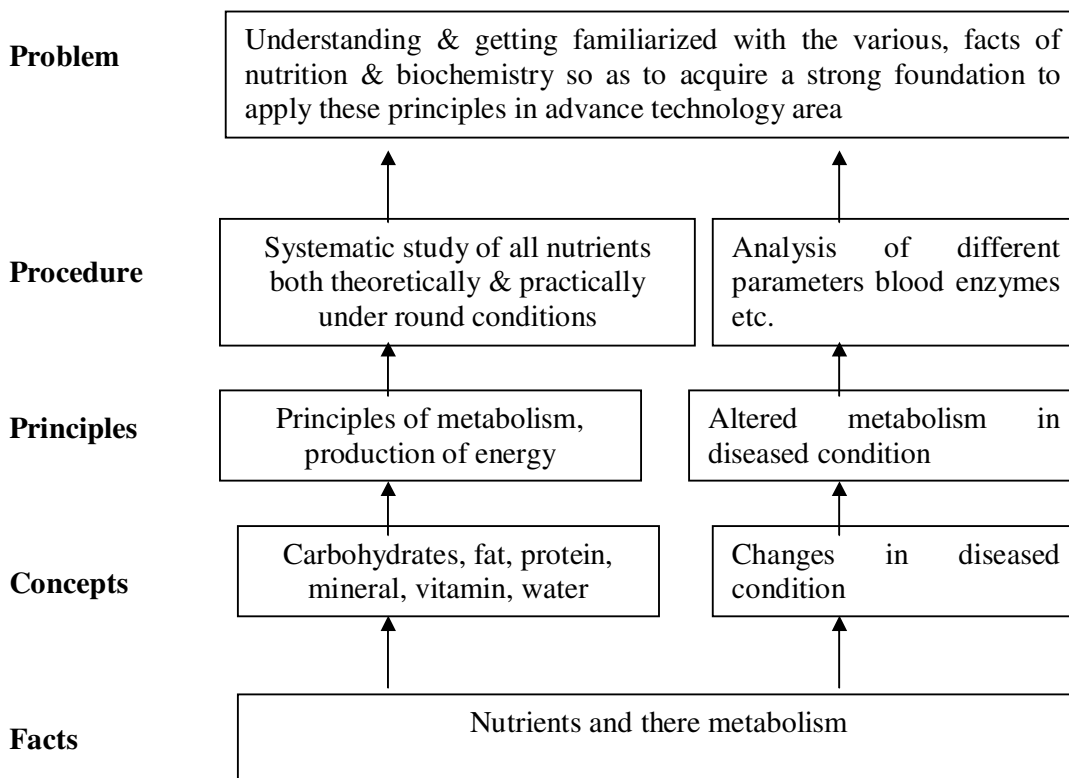 Problem
Understanding & getting familiarized with the various, facts of
nutrition & biochemistry so as to acquire a strong foundation to
apply these principles in advance technology area
Procedure
Systematic study of all nutrients
both theoretically & practically
under round conditions
Analysis of different
parameters blood enzymes
etc.
Principles
Principles of metabolism,
production of energy
Altered metabolism in
diseased condition
Concepts
Carbohydrates, fat, protein,
mineral, vitamin, water
Changes in diseased
condition
Facts
Nutrients and there metabolism